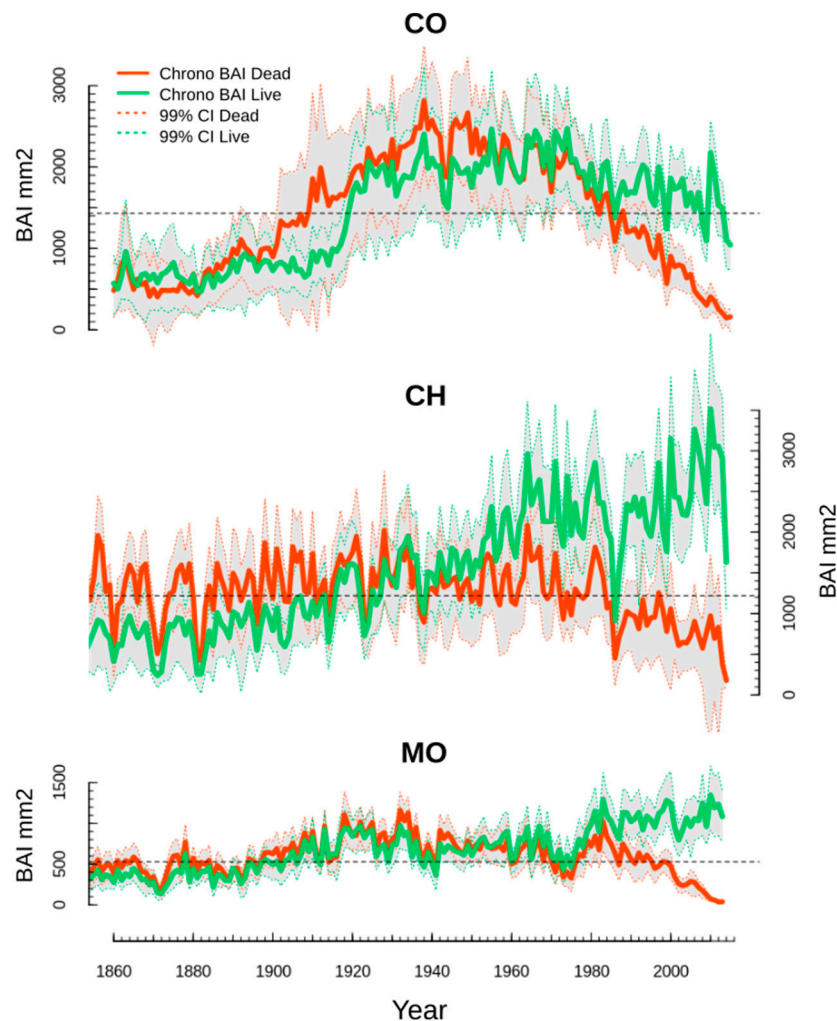 CO
Chrono BAI Dead
Chrono BAI Live
99% CI Dead
99% CI Live
BAI mm2
3000
2000
1000
0
CH
BAI mm2
3000
2000
1000
0
MO
BAI mm2
1500
500
0
1860 1880 1900 1920 1940 1960 1980 2000
Year